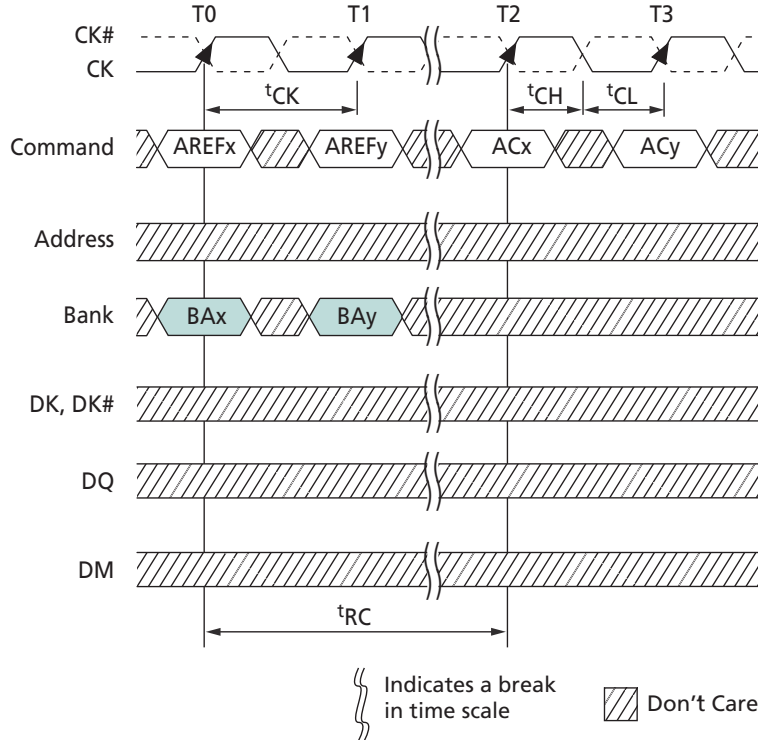 T0 T1 T2 T3
CK#
CK
tCK tCH tCL
Command AREFx AREFy ACx ACy
Address
Bank BAx BAy
DK, DK#
DQ
DM
tRC
Indicates a break
in time scale
Don't Care